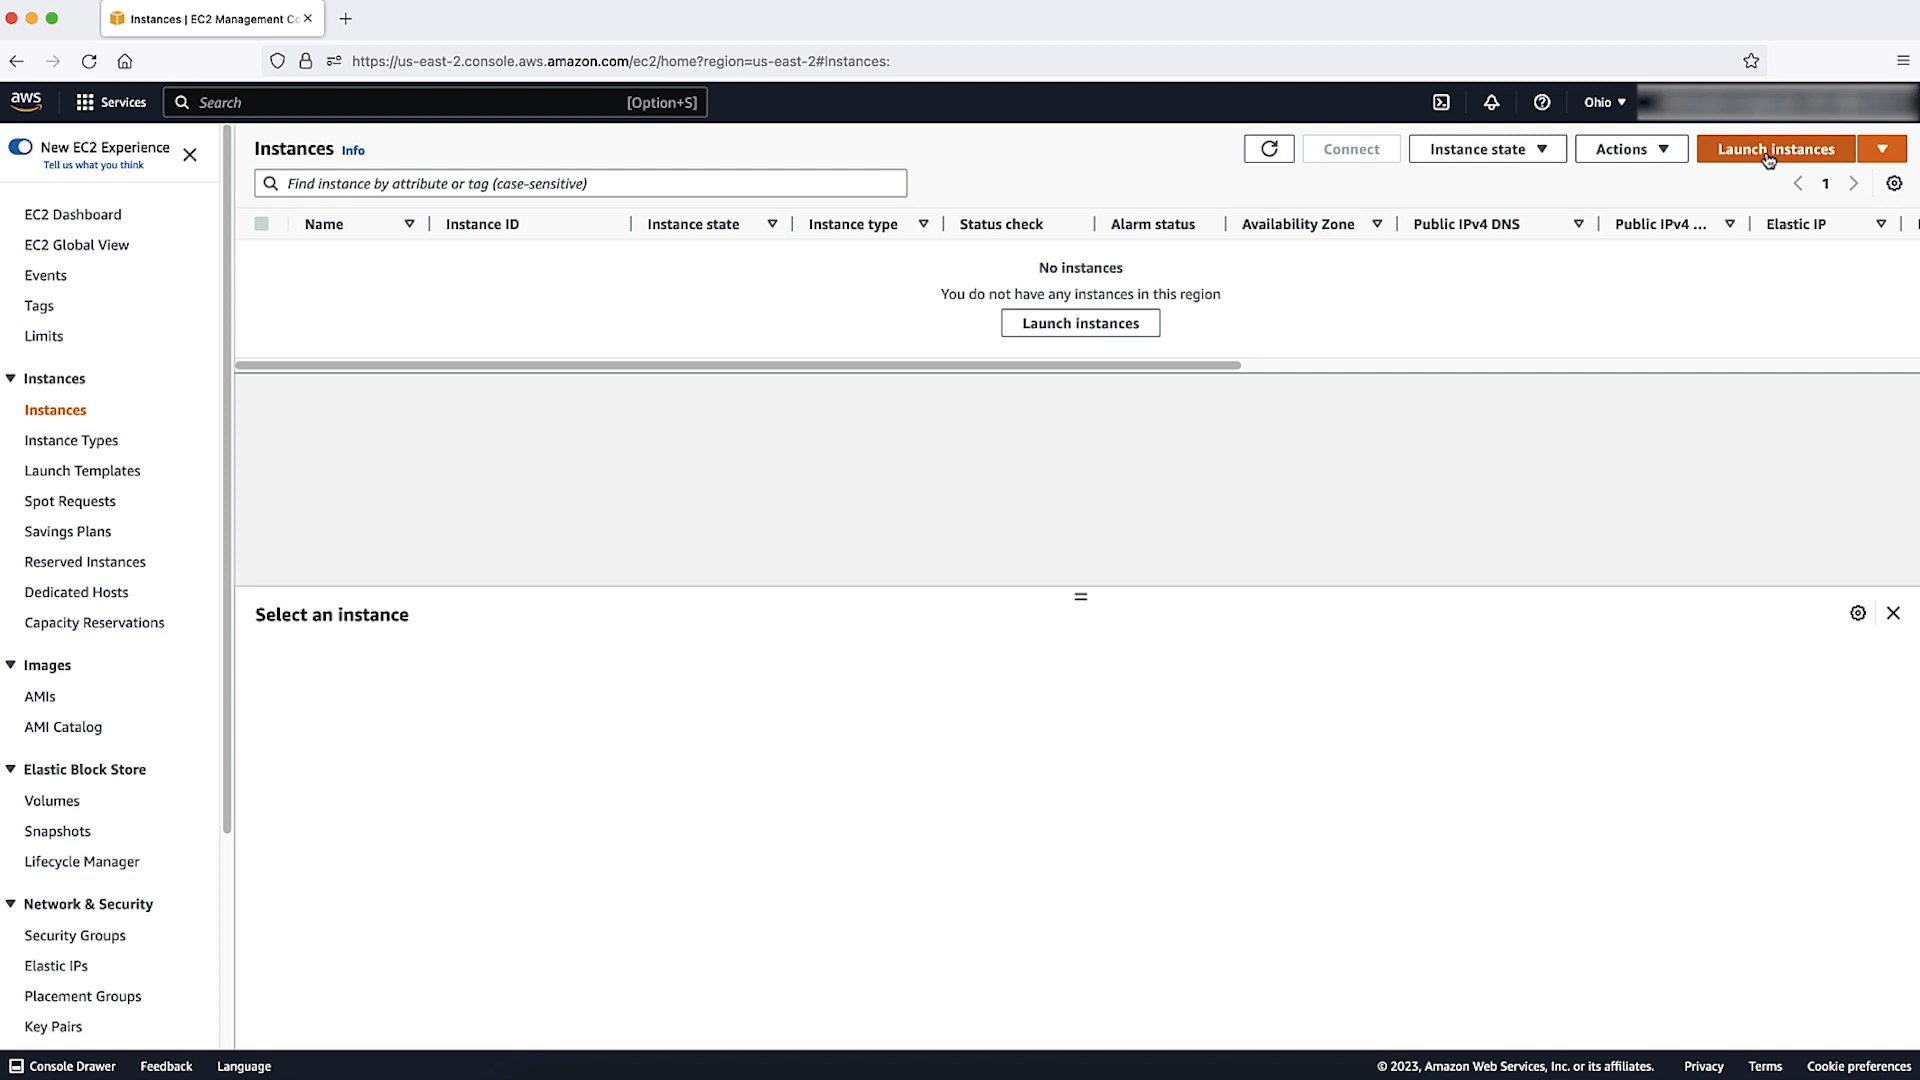 Instances | EC2 Management Co
https://us-east-2.console.aws.amazon.com/ec2/home?region=us-east-2#Instances:
aws Services Search [Option+S] Ohio
New EC2 Experience
Tell us what you think
EC2 Dashboard
EC2 Global View
Events
Tags
Limits
Instances
Instances
Instance Types
Launch Templates
Spot Requests
Savings Plans
Reserved Instances
Dedicated Hosts
Capacity Reservations
Images
AMIs
AMI Catalog
Elastic Block Store
Volumes
Snapshots
Lifecycle Manager
Network & Security
Security Groups
Elastic IPs
Placement Groups
Key Pairs
Instances Info Connect Instance state Actions Launch instances
Find instance by attribute or tag (case-sensitive) 1
Name Instance ID Instance state Instance type Status check Alarm status Availability Zone Public IPv4 DNS Public IPv4 ... Elastic IP
No instances
You do not have any instances in this region
Launch instances
Select an instance
Console Drawer Feedback Language © 2023, Amazon Web Services, Inc. or its affiliates. Privacy Terms Cookie preferences